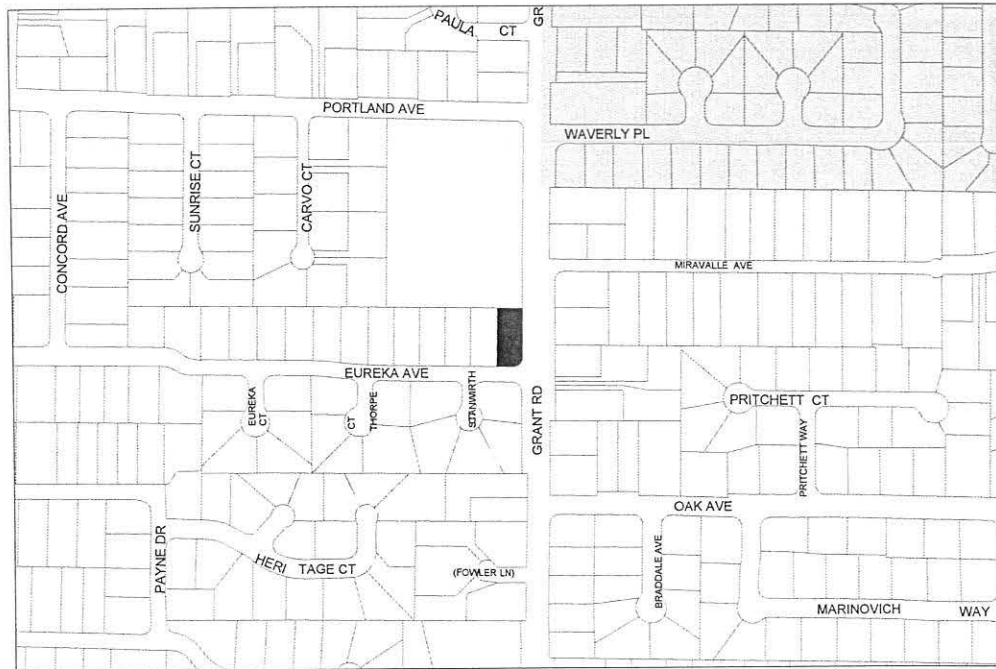 PAULA CT
GR
PORTLAND AVE
WAVERLY PL
CONCORD AVE
SUNRISE CT
CARVO CT
MIRAVALLE AVE
EUREKA AVE
EUREKA CT
CT THORPE
STANWIRTH
GRANT RD
PRITCHETT CT
PRITCHETT WAY
OAK AVE
PAYNE DR
HERI TAGE CT
(FOWLER LN)
BRADDALE AVE
MARINOVICH WAY